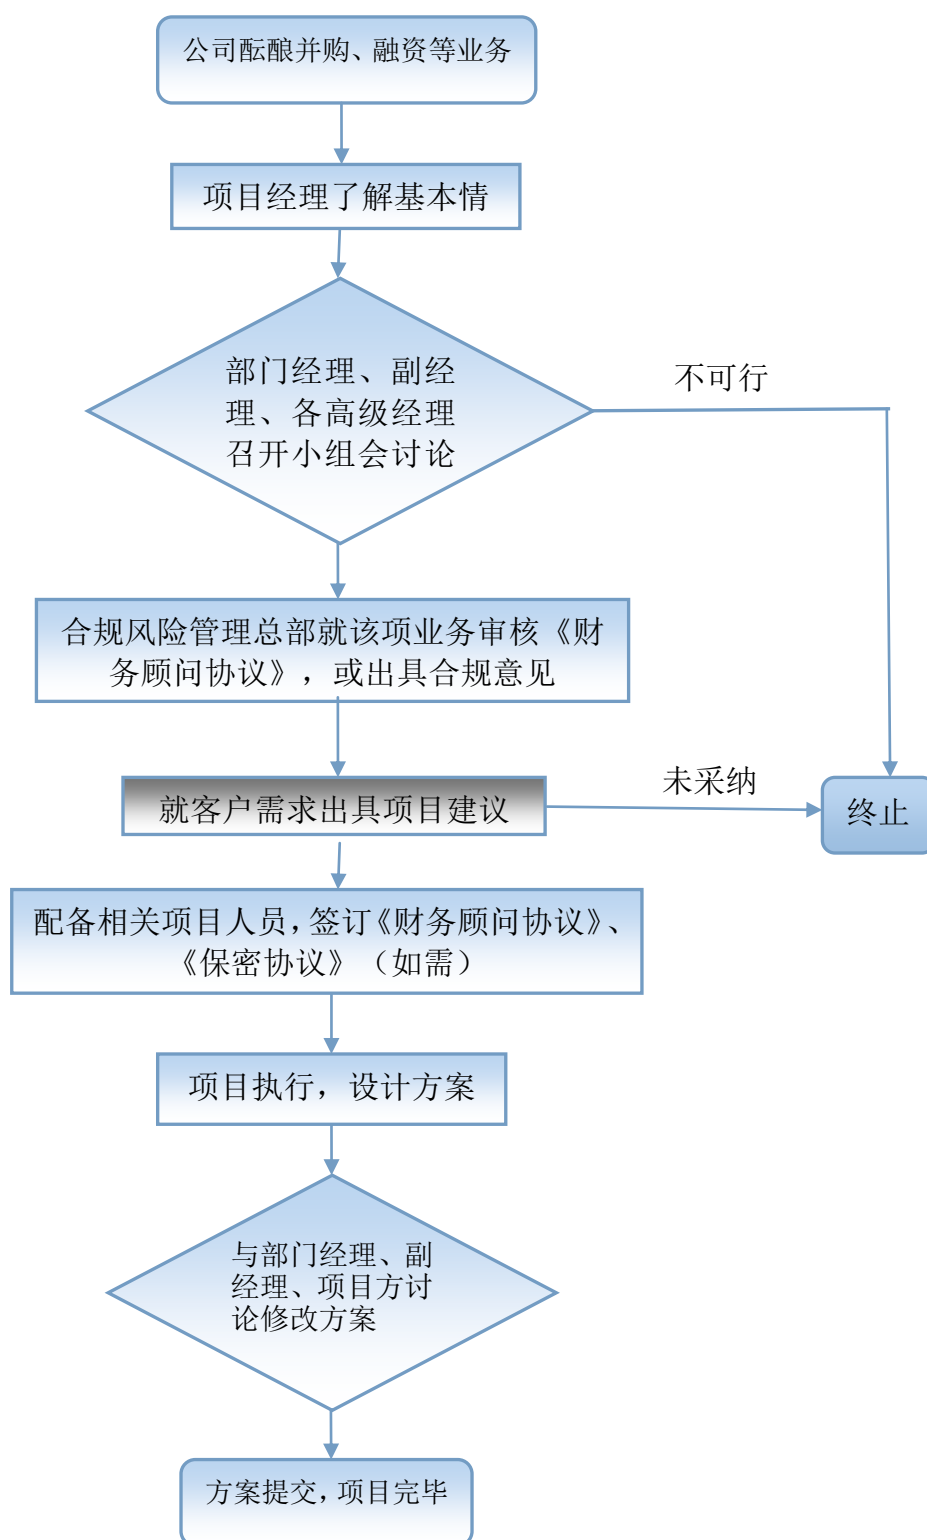 公司酝酿并购、融资等业务
项目经理了解基本情
部门经理、副经
理、各高级经理
召开小组会讨论
不可行
合规风险管理总部就该项业务审核《财
务顾问协议》，或出具合规意见
就客户需求出具项目建议
未采纳
终止
配备相关项目人员，签订《财务顾问协议》、
《保密协议》（如需）
项目执行，设计方案
与部门经理、副
经理、项目方讨
论修改方案
方案提交，项目完毕